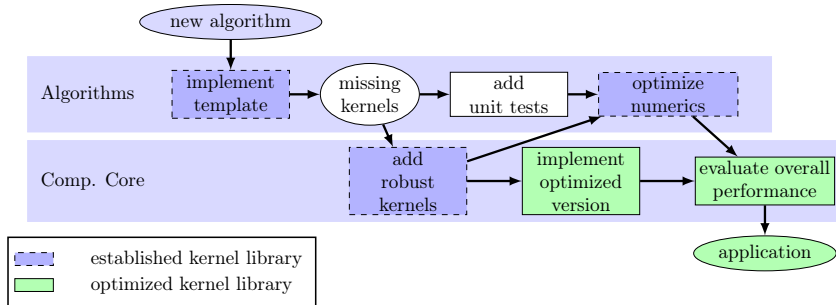 new algorithm
Algorithms
implement
template
missing
kernels
add
unit tests
optimize
numerics
Comp. Core
add
robust
kernels
implement
optimized
version
evaluate overall
performance
application
established kernel library
optimized kernel library